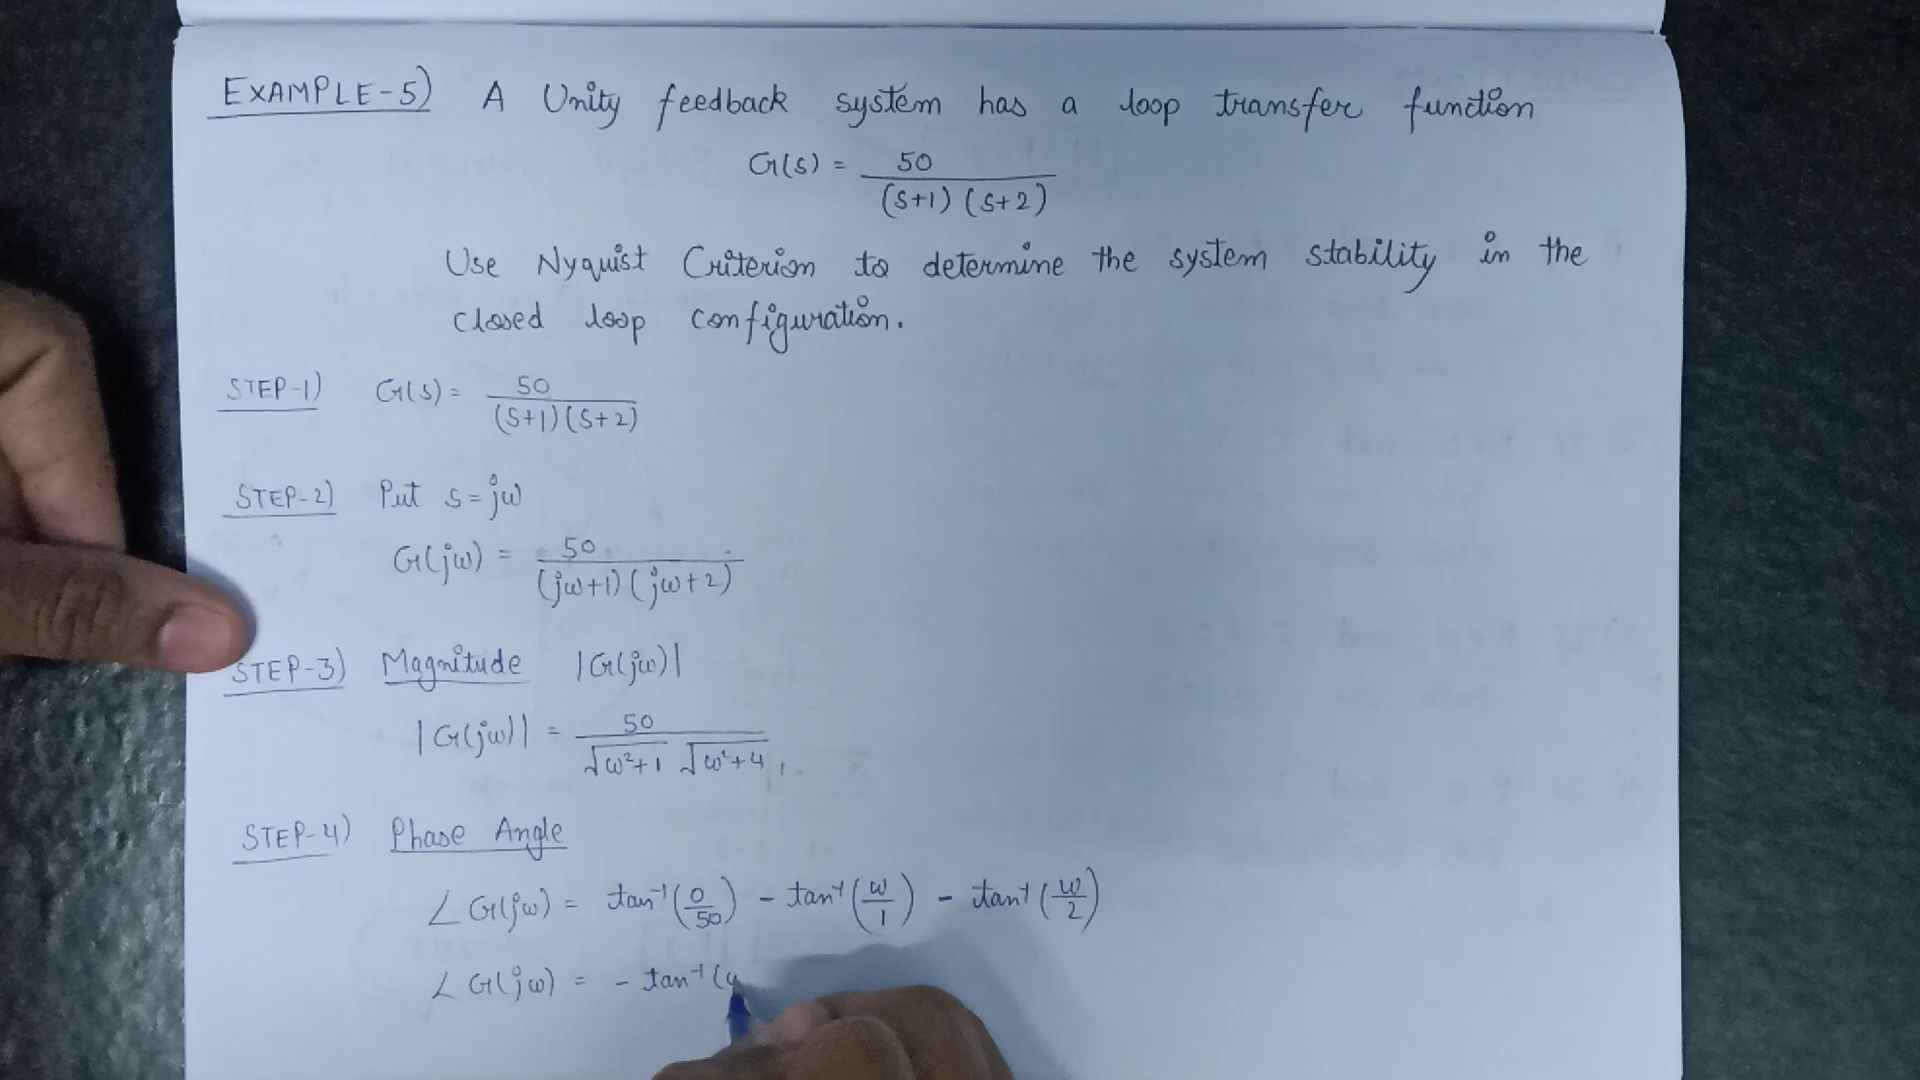 EXAMPLE-5) A Unity feedback system has a loop transfer function
G(s) = 50 / (s+1) (s+2)
Use Nyquist Criterion to determine the system stability in the
closed loop configuration.
STEP-1) G(s) = 50 / (s+1) (s+2)
STEP-2) Put s=jω
G(jω) = 50 / (jω+1) (jω+2)
STEP-3) Magnitude |G(jω)|
|G(jω)| = 50 / √ω²+1 √ω²+4
STEP-4) Phase Angle
∠G(jω) = tan⁻¹(0/50) - tan⁻¹(ω/1) - tan⁻¹(ω/2)
∠G(jω) = - tan⁻¹(